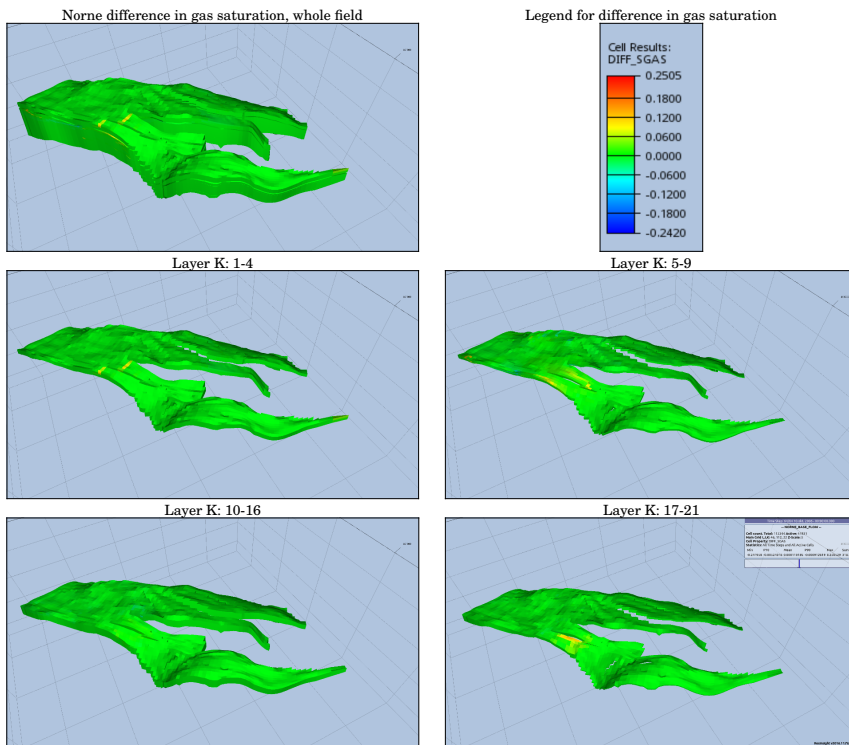 Norne difference in gas saturation, whole field
Legend for difference in gas saturation
Cell Results:
DIFF_SGAS
0.2505
0.1800
0.1200
0.0600
0.0000
-0.0600
-0.1200
-0.1800
-0.2420
Layer K: 1-4
Layer K: 5-9
Layer K: 10-16
Layer K: 17-21